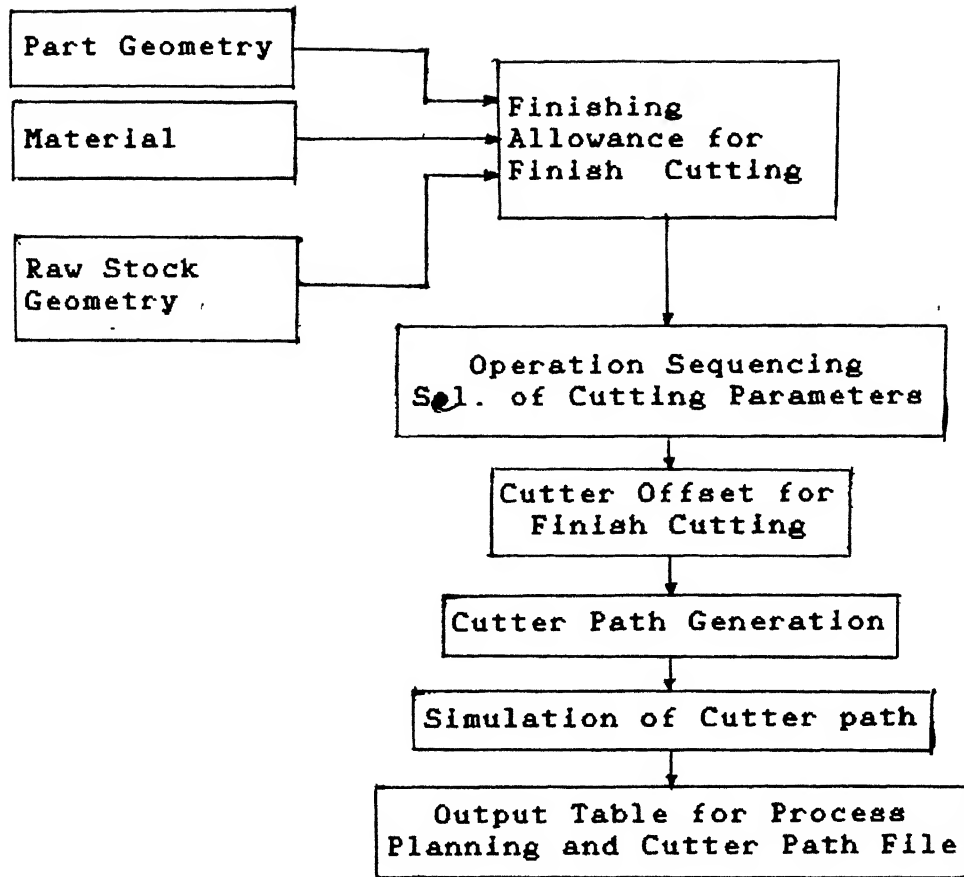 Part Geometry
Material
Raw Stock
Geometry
Finishing
Allowance for
Finish Cutting
Operation Sequencing
Sel. of Cutting Parameters
Cutter Offset for
Finish Cutting
Cutter Path Generation
Simulation of Cutter path
Output Table for Process
Planning and Cutter Path File